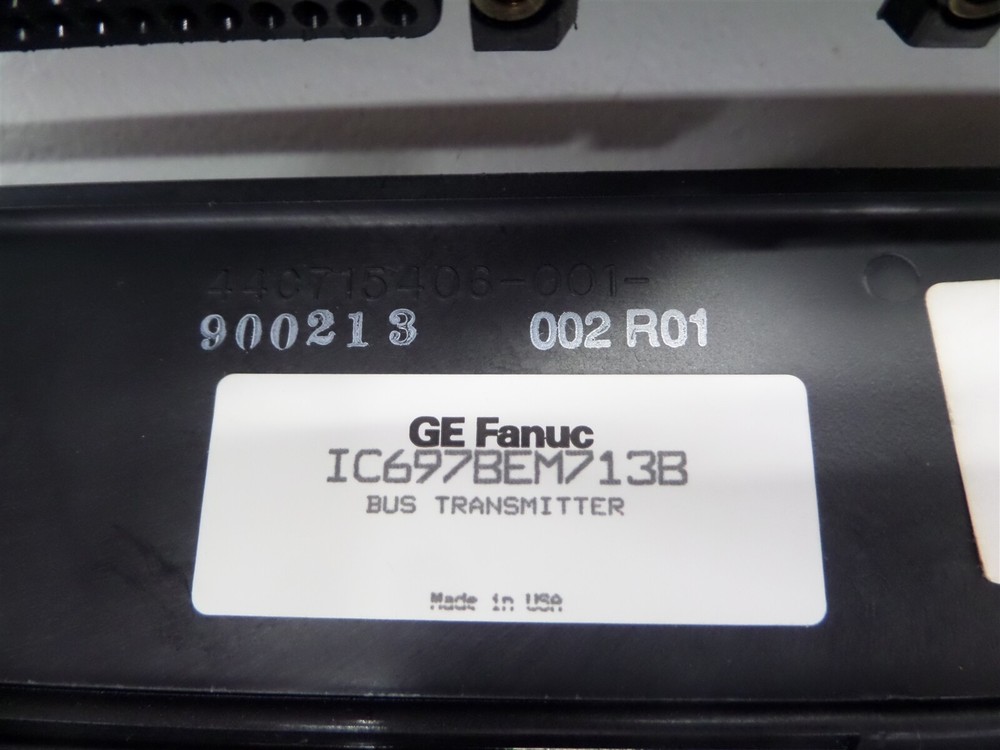 44C715406-001-
900213 002 R01
GE Fanuc
IC697BEM713B
BUS TRANSMITTER
Made in USA